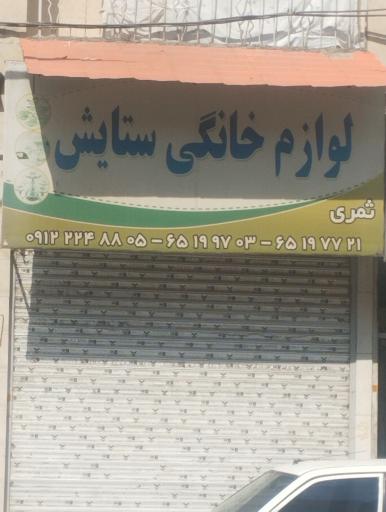 لوازم خانگی ستایش
ثمری
۰۹۱۲ ۲۲۴ ۸۸ ۰۵ - ۶۵ ۱۹ ۹۷ ۰۳ - ۶۵ ۱۹ ۷۷ ۲۱